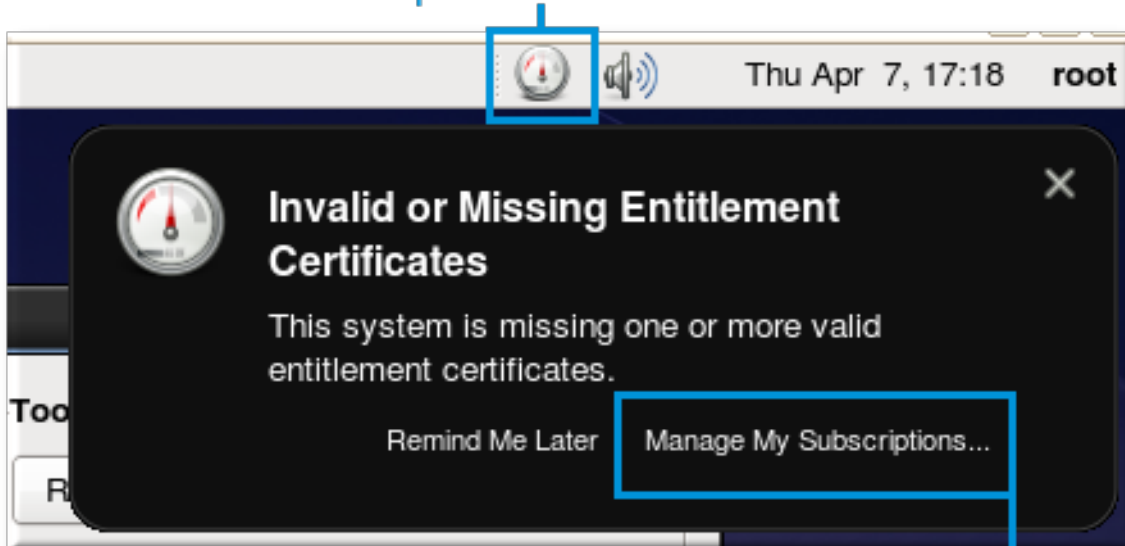 Thu Apr 7, 17:18 root
Invalid or Missing Entitlement
Certificates
This system is missing one or more valid
entitlement certificates.
Remind Me Later Manage My Subscriptions...
Too
R